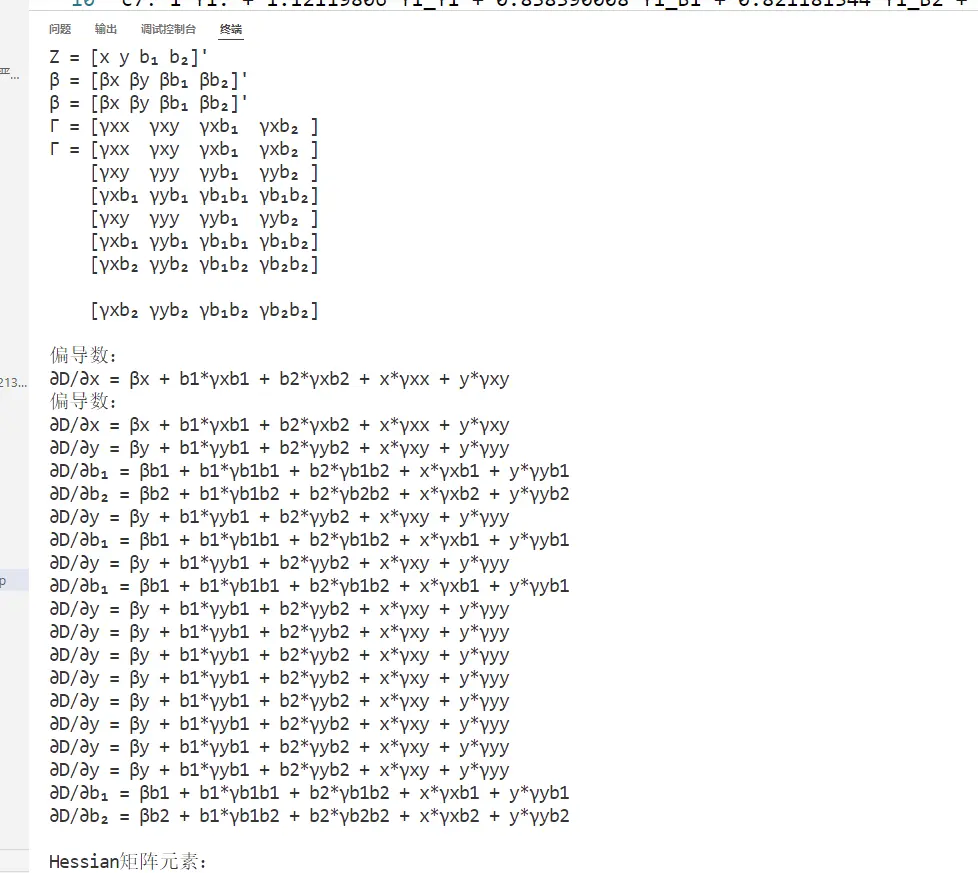 问题 输出 调试控制台 终端
Z = [x y b₁ b₂]'
β = [βx βy βb₁ βb₂]'
β = [βx βy βb₁ βb₂]'
Γ = [γxx  γxy  γxb₁  γxb₂ ]
Γ = [γxx  γxy  γxb₁  γxb₂ ]
[γxy  γyy  γyb₁  γyb₂ ]
[γxb₁ γyb₁ γb₁b₁ γb₁b₂]
[γxy  γyy  γyb₁  γyb₂ ]
[γxb₁ γyb₁ γb₁b₁ γb₁b₂]
[γxb₂ γyb₂ γb₁b₂ γb₂b₂]
[γxb₂ γyb₂ γb₁b₂ γb₂b₂]
偏导数:
∂D/∂x = βx + b1*γxb1 + b2*γxb2 + x*γxx + y*γxy
偏导数:
∂D/∂x = βx + b1*γxb1 + b2*γxb2 + x*γxx + y*γxy
∂D/∂y = βy + b1*γyb1 + b2*γyb2 + x*γxy + y*γyy
∂D/∂b₁ = βb1 + b1*γb1b1 + b2*γb1b2 + x*γxb1 + y*γyb1
∂D/∂b₂ = βb2 + b1*γb1b2 + b2*γb2b2 + x*γxb2 + y*γyb2
∂D/∂y = βy + b1*γyb1 + b2*γyb2 + x*γxy + y*γyy
∂D/∂b₁ = βb1 + b1*γb1b1 + b2*γb1b2 + x*γxb1 + y*γyb1
∂D/∂y = βy + b1*γyb1 + b2*γyb2 + x*γxy + y*γyy
∂D/∂b₁ = βb1 + b1*γb1b1 + b2*γb1b2 + x*γxb1 + y*γyb1
∂D/∂y = βy + b1*γyb1 + b2*γyb2 + x*γxy + y*γyy
∂D/∂y = βy + b1*γyb1 + b2*γyb2 + x*γxy + y*γyy
∂D/∂y = βy + b1*γyb1 + b2*γyb2 + x*γxy + y*γyy
∂D/∂y = βy + b1*γyb1 + b2*γyb2 + x*γxy + y*γyy
∂D/∂y = βy + b1*γyb1 + b2*γyb2 + x*γxy + y*γyy
∂D/∂y = βy + b1*γyb1 + b2*γyb2 + x*γxy + y*γyy
∂D/∂y = βy + b1*γyb1 + b2*γyb2 + x*γxy + y*γyy
∂D/∂y = βy + b1*γyb1 + b2*γyb2 + x*γxy + y*γyy
∂D/∂b₁ = βb1 + b1*γb1b1 + b2*γb1b2 + x*γxb1 + y*γyb1
∂D/∂b₂ = βb2 + b1*γb1b2 + b2*γb2b2 + x*γxb2 + y*γyb2
Hessian矩阵元素:
213...
p